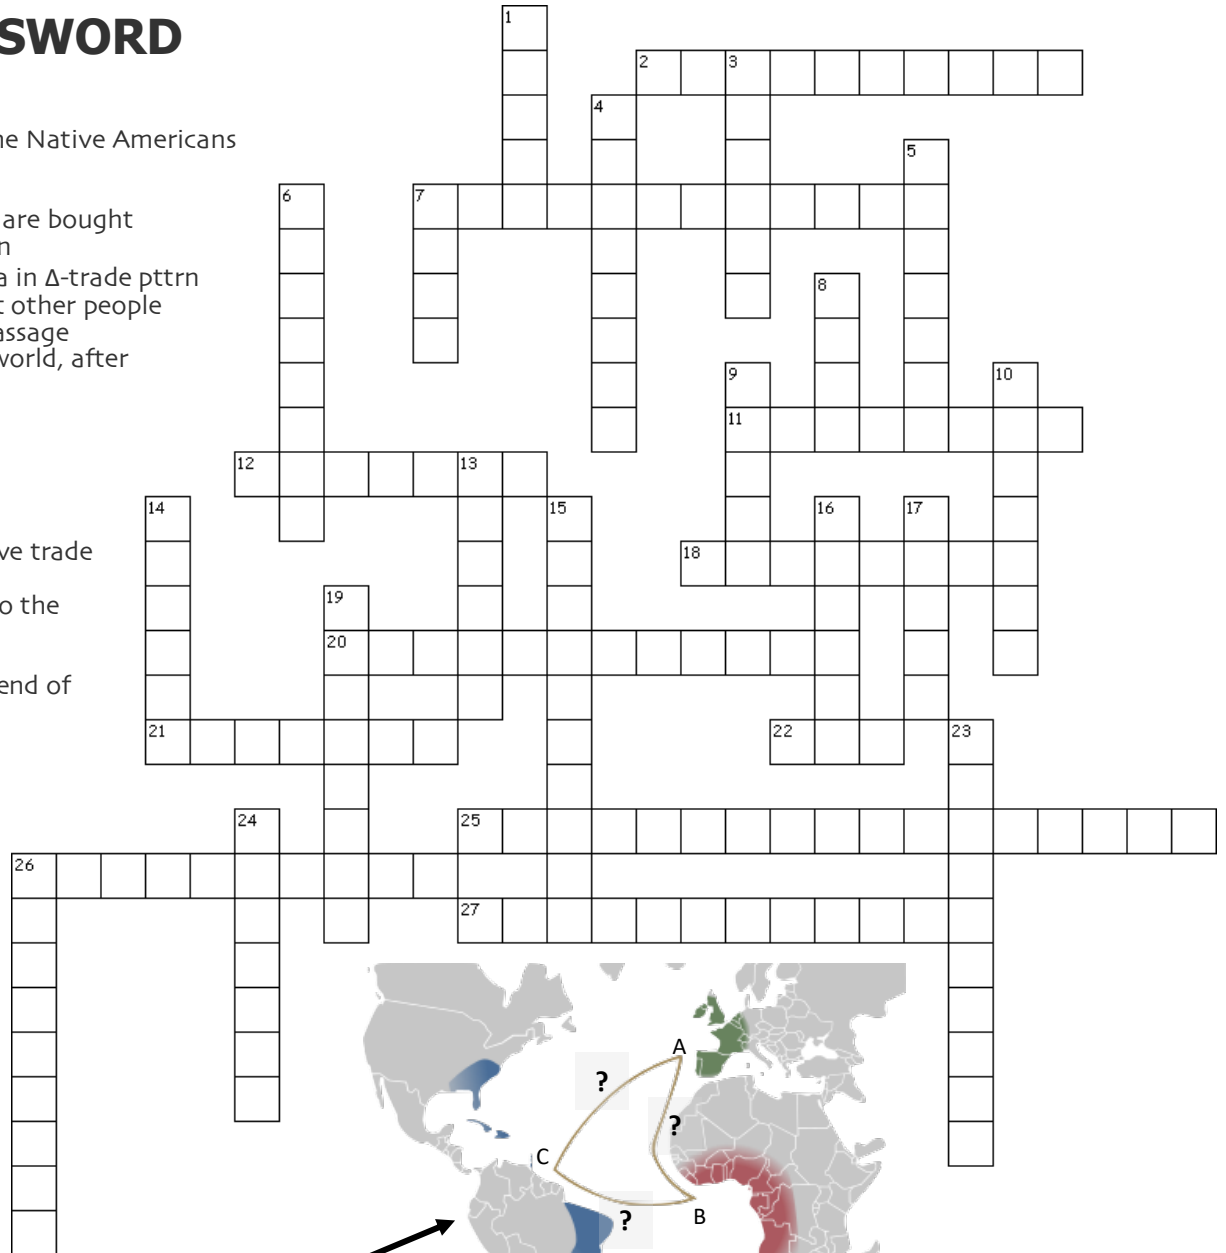 SWORD
1
2 3
4
ne Native Americans
5
6 7
are bought
n
a in Δ-trade pttrn
8
t other people
assage
world, after
9 10
11
12 13
14 15 16 17
ve trade
18
19
o the
20
end of
21 22 23
24 25
26
27
A
?
?
C
B
?